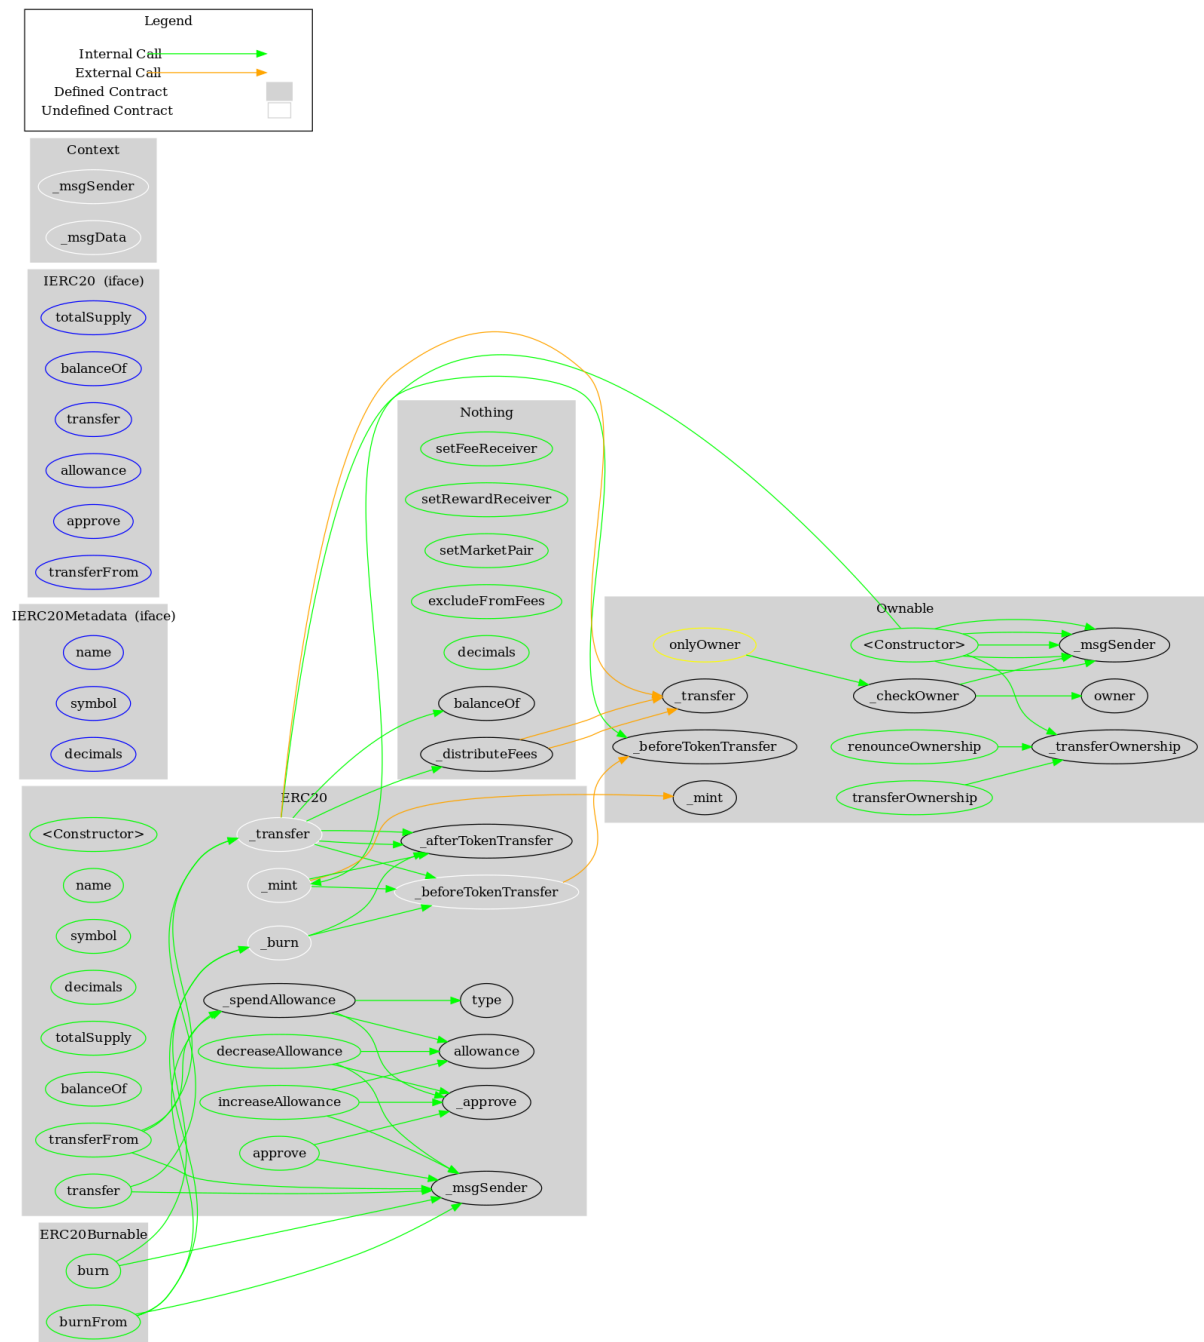 Legend
Internal Call
External Call
Defined Contract
Undefined Contract
Context
_msgSender
_msgData
IERC20  (iface)
totalSupply
balanceOf
transfer
allowance
approve
transferFrom
IERC20Metadata  (iface)
name
symbol
decimals
Nothing
setFeeReceiver
setRewardReceiver
setMarketPair
excludeFromFees
decimals
balanceOf
_distributeFees
Ownable
onlyOwner
<Constructor>
_msgSender
_transfer
_checkOwner
owner
_beforeTokenTransfer
renounceOwnership
_transferOwnership
_mint
transferOwnership
ERC20
<Constructor>
_transfer
_afterTokenTransfer
name
_mint
_beforeTokenTransfer
symbol
_burn
decimals
_spendAllowance
type
totalSupply
decreaseAllowance
allowance
balanceOf
increaseAllowance
_approve
transferFrom
approve
transfer
_msgSender
ERC20Burnable
burn
burnFrom